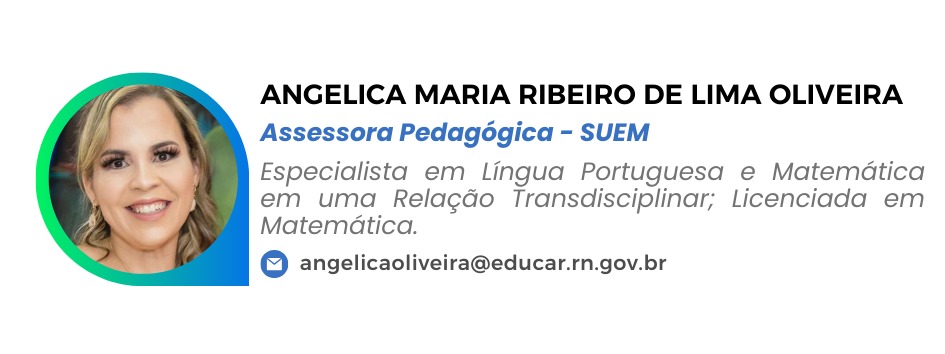 ANGELICA MARIA RIBEIRO DE LIMA OLIVEIRA
Assessora Pedagógica - SUEM
Especialista em Língua Portuguesa e Matemática
em uma Relação Transdisciplinar; Licenciada em
Matemática.
angelicaoliveira@educar.rn.gov.br